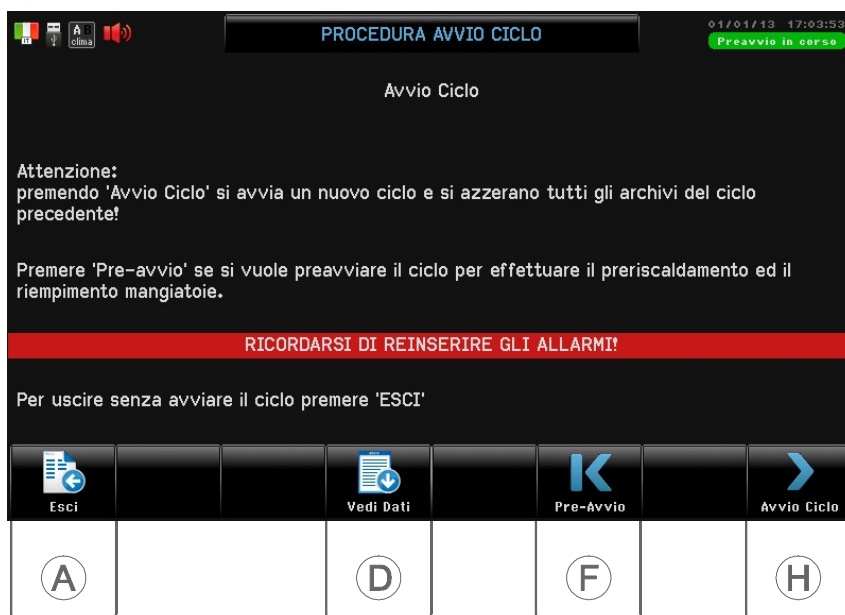 IT
A B
clima
PROCEDURA AVVIO CICLO
01/01/13 17:03:53
Preavvio in corso
Avvio Ciclo
Attenzione:
premendo 'Avvio Ciclo' si avvia un nuovo ciclo e si azzerano tutti gli archivi del ciclo
precedente!
Premere 'Pre-avvio' se si vuole preavviare il ciclo per effettuare il preriscaldamento ed il
riempimento mangiatoie.
RICORDARSI DI REINSERIRE GLI ALLARMI!
Per uscire senza avviare il ciclo premere 'ESCI'
Esci
Vedi Dati
Pre-Avvio
Avvio Ciclo
A
D
F
H